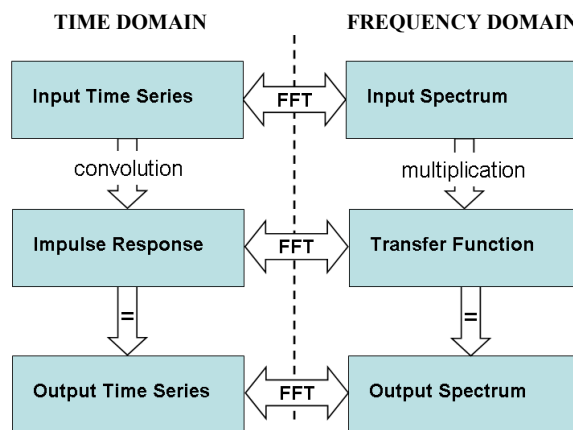 TIME DOMAIN
FREQUENCY DOMAIN
Input Time Series
FFT
Input Spectrum
convolution
multiplication
Impulse Response
FFT
Transfer Function
=
=
Output Time Series
FFT
Output Spectrum